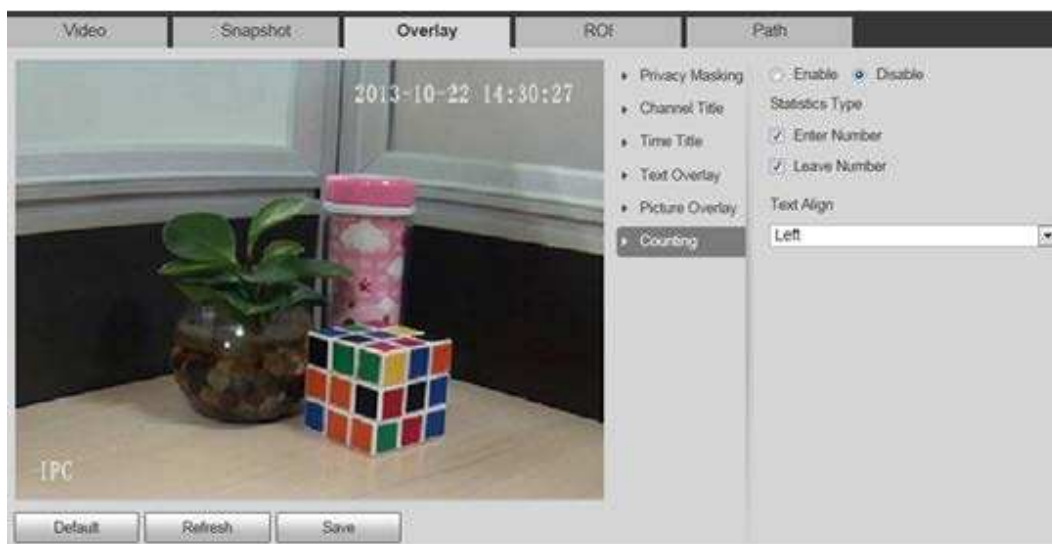 Video
Snapshot
Overlay
ROI
Path
2013-10-22 14:30:27
IPC
Privacy Masking
Channel Title
Time Title
Text Overlay
Picture Overlay
Counting
Enable
Disable
Statistics Type
Enter Number
Leave Number
Text Align
Left
Default
Refresh
Save